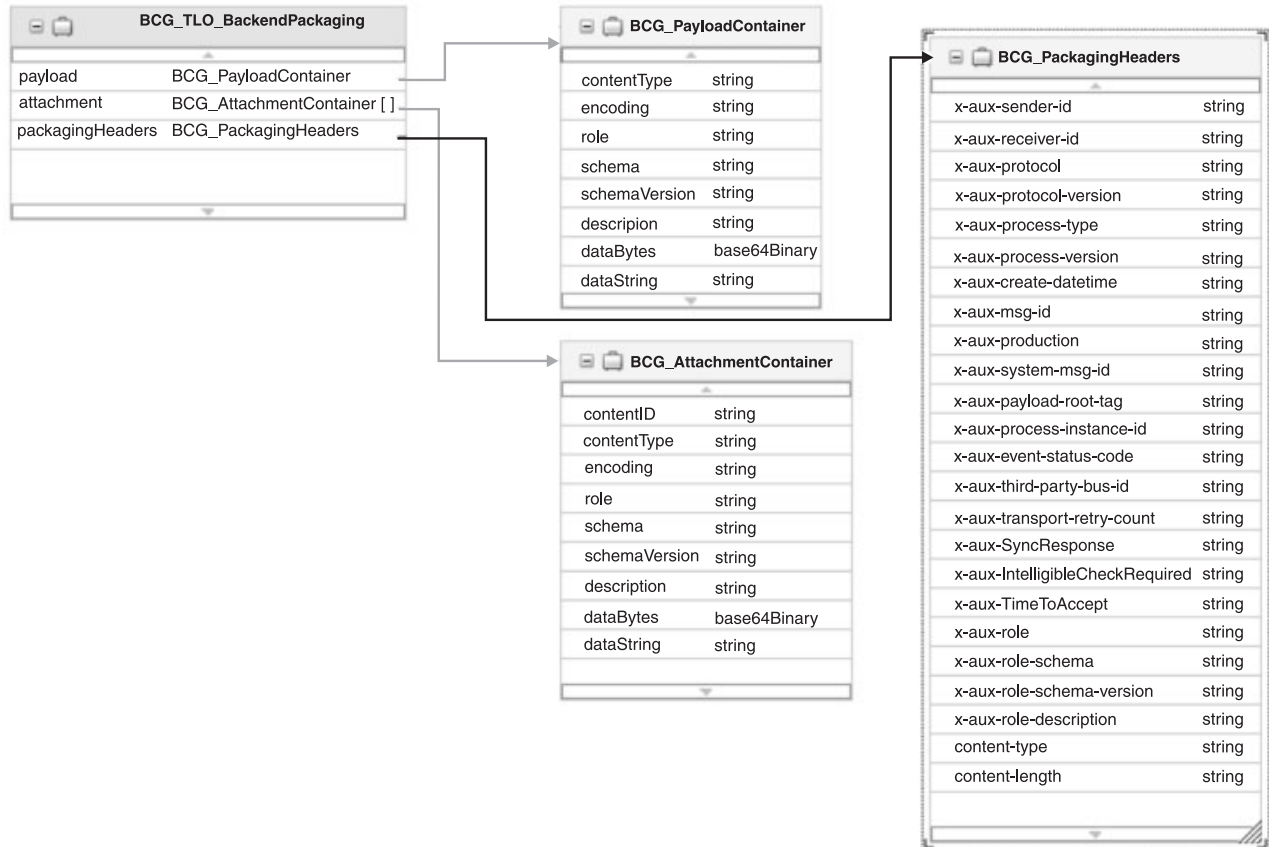 BCG_TLO_BackendPackaging
payload BCG_PayloadContainer
attachment BCG_AttachmentContainer [ ]
packagingHeaders BCG_PackagingHeaders
BCG_PayloadContainer
contentType string
encoding string
role string
schema string
schemaVersion string
descripion string
dataBytes base64Binary
dataString string
BCG_AttachmentContainer
contentID string
contentType string
encoding string
role string
schema string
schemaVersion string
description string
dataBytes base64Binary
dataString string
BCG_PackagingHeaders
x-aux-sender-id string
x-aux-receiver-id string
x-aux-protocol string
x-aux-protocol-version string
x-aux-process-type string
x-aux-process-version string
x-aux-create-datetime string
x-aux-msg-id string
x-aux-production string
x-aux-system-msg-id string
x-aux-payload-root-tag string
x-aux-process-instance-id string
x-aux-event-status-code string
x-aux-third-party-bus-id string
x-aux-transport-retry-count string
x-aux-SyncResponse string
x-aux-IntelligibleCheckRequired string
x-aux-TimeToAccept string
x-aux-role string
x-aux-role-schema string
x-aux-role-schema-version string
x-aux-role-description string
content-type string
content-length string